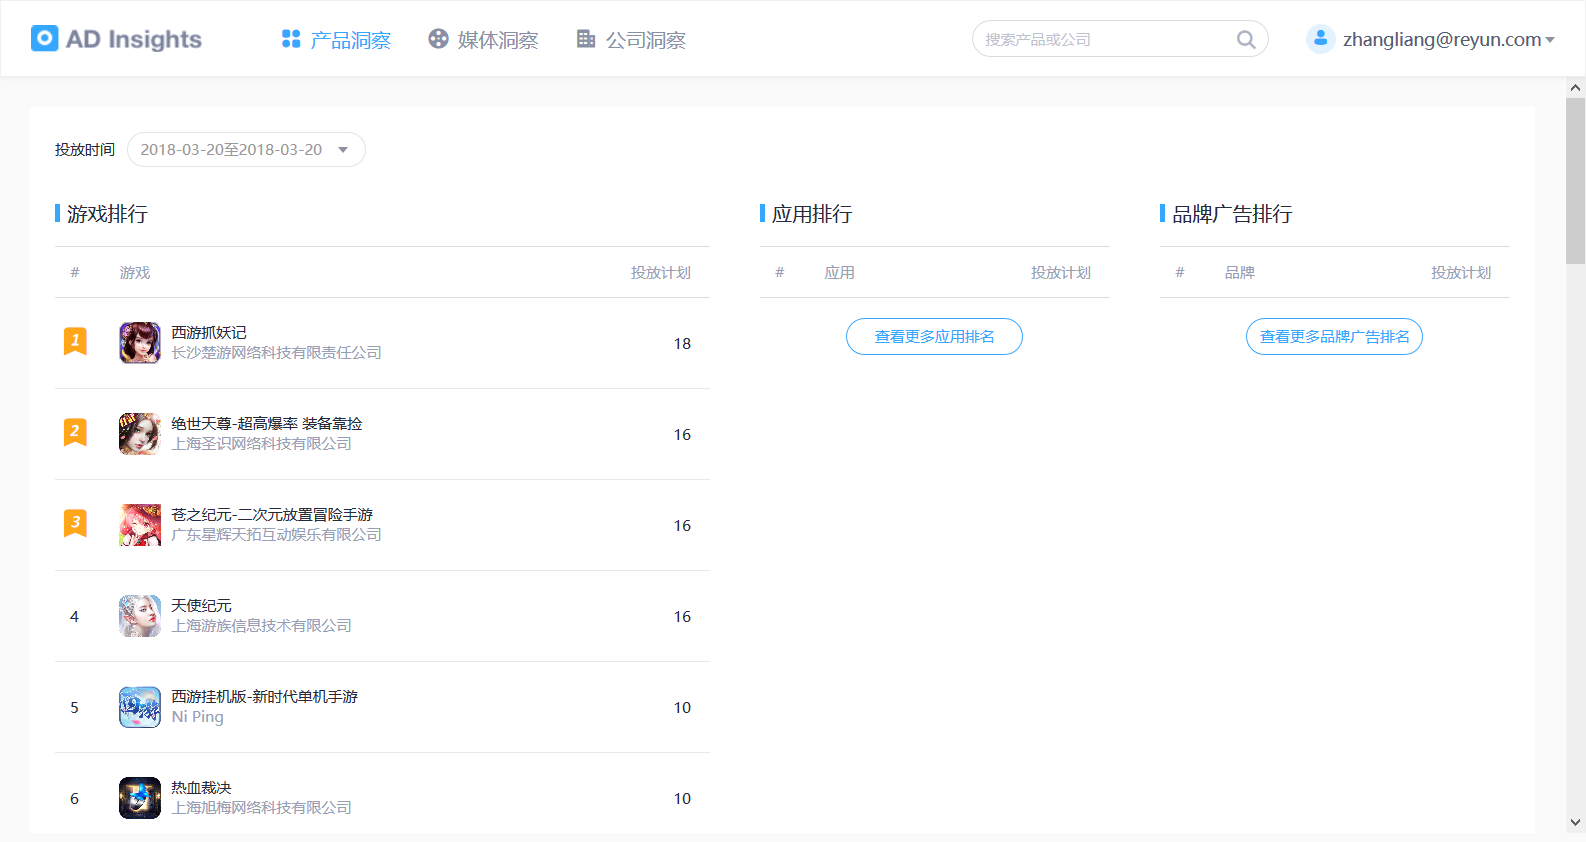 AD Insights
产品洞察
媒体洞察
公司洞察
搜索产品或公司
zhangliang@reyun.com
投放时间
2018-03-20至2018-03-20
游戏排行
# 游戏 投放计划
1
西游抓妖记
长沙楚游网络科技有限责任公司
18
2
绝世天尊-超高爆率 装备靠捡
上海圣识网络科技有限公司
16
3
苍之纪元-二次元放置冒险手游
广东星辉天拓互动娱乐有限公司
16
4
天使纪元
上海游族信息技术有限公司
16
5
西游挂机版-新时代单机手游
Ni Ping
10
6
热血裁决
上海旭梅网络科技有限公司
10
应用排行
# 应用 投放计划
查看更多应用排名
品牌广告排行
# 品牌 投放计划
查看更多品牌广告排名